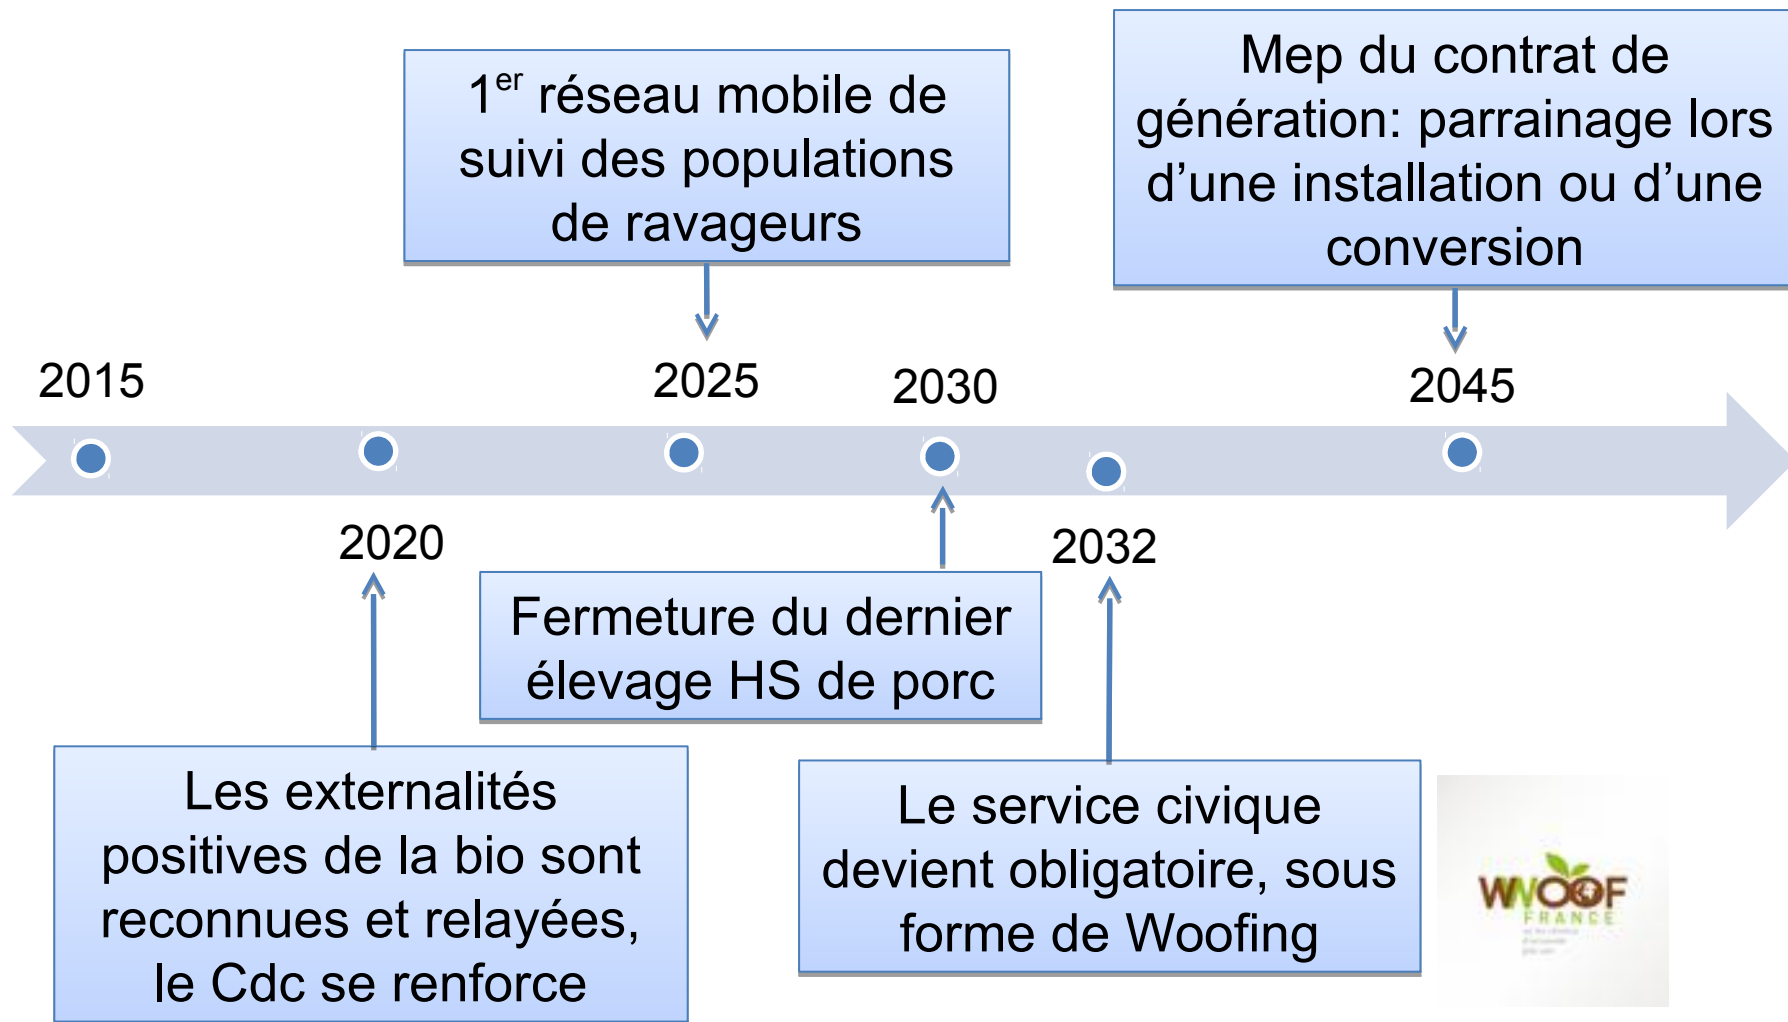 1er réseau mobile de
suivi des populations
de ravageurs
Mep du contrat de
génération: parrainage lors
d’une installation ou d’une
conversion
2015
2025
2030
2045
2020
2032
Fermeture du dernier
élevage HS de porc
Les externalités
positives de la bio sont
reconnues et relayées,
le Cdc se renforce
Le service civique
devient obligatoire, sous
forme de Woofing
WWOOF
FRANCE